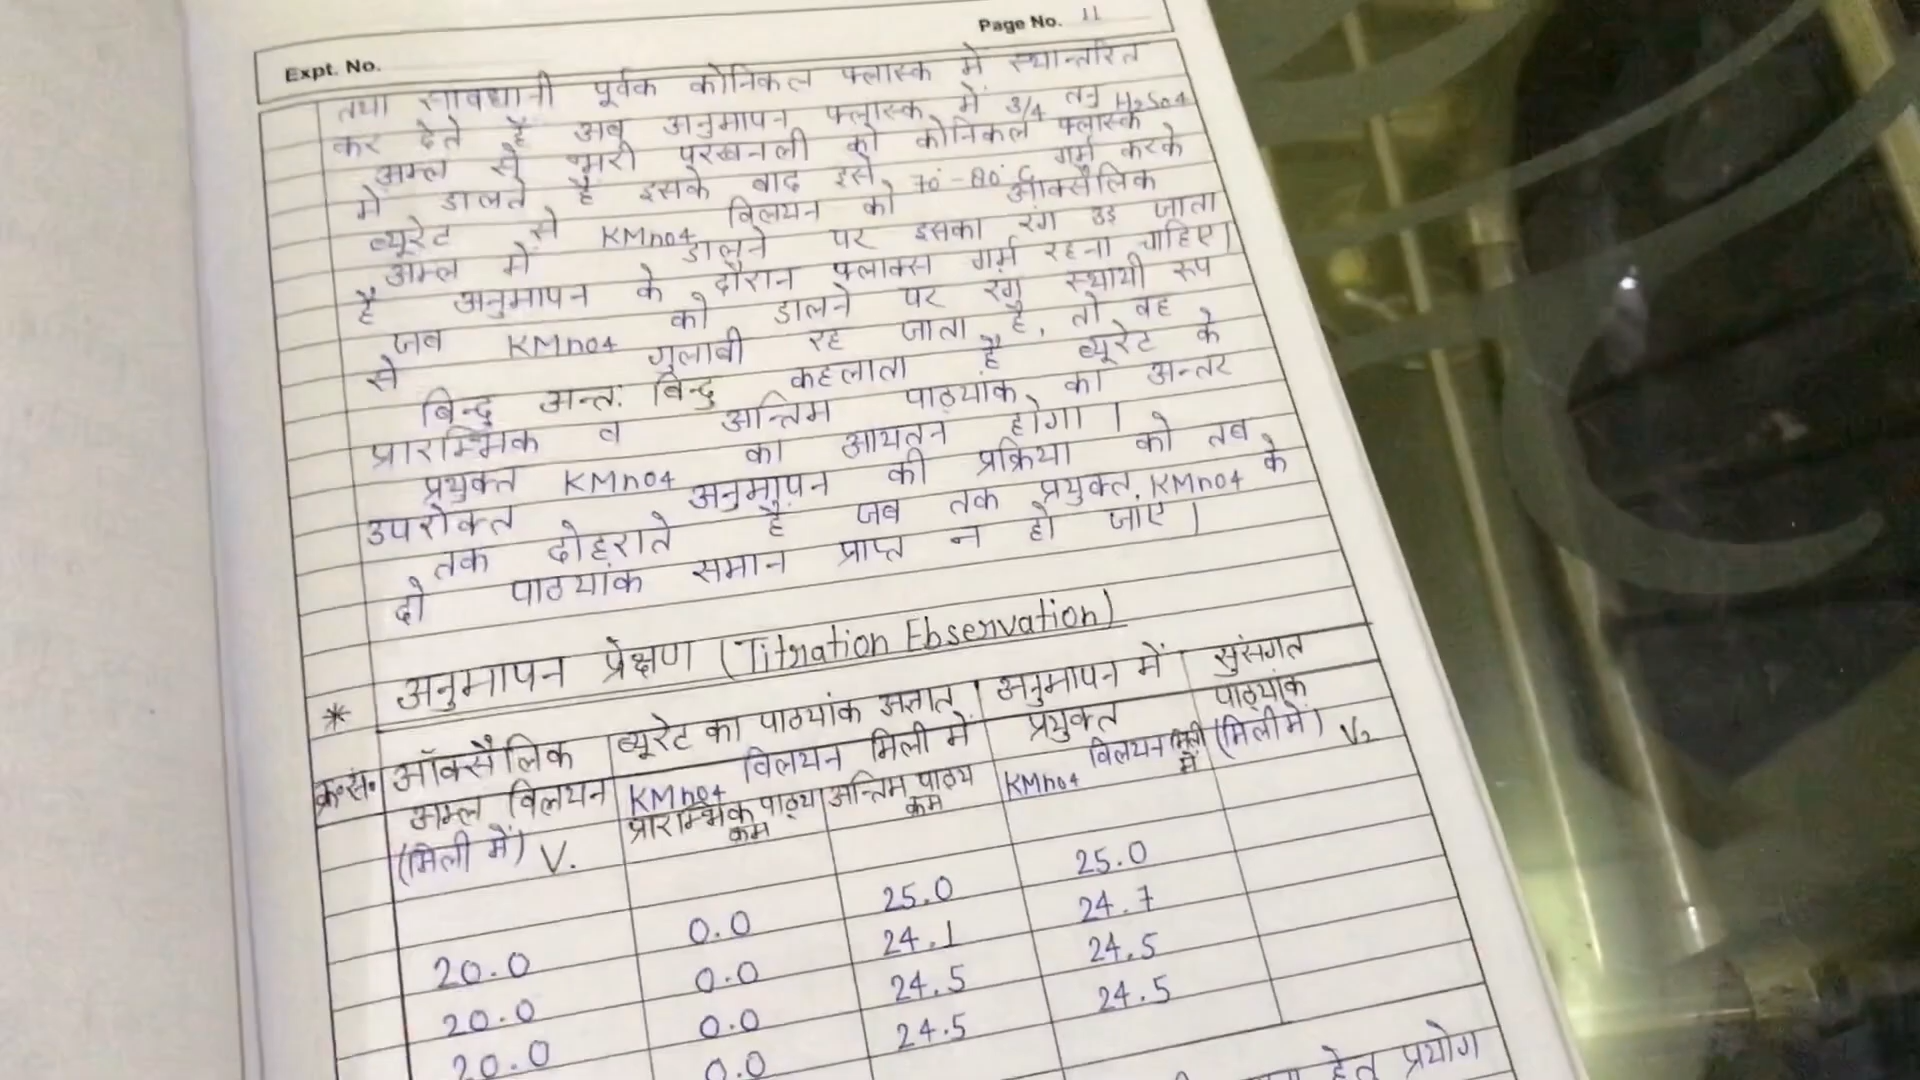 Page No. 11
Expt. No.
तथा सावधानी पूर्वक कोनिकल फ्लास्क में स्थान्तरित
कर देते हैं अब अनुमापन फ्लास्क में 3/4 तनु H₂SO4
अम्ल से भरी परखनली को कोनिकल फ्लास्क
में डालते हैं इसके बाद इसे 70°-80°C गर्म करके
ब्यूरेट से KMnO4 विलयन को ऑक्सैलिक
अम्ल में डालने पर इसका रंग उड़ जाता
है अनुमापन के दौरान फ्लाक्स गर्म रहना चाहिए।
जब KMnO4 को डालने पर रंग स्थायी रूप
से गुलाबी रह जाता है, तो वह
बिन्दु अन्त: बिन्दु कहलाता है ब्यूरेट के
प्रारम्भिक व अन्तिम पाठ्यांक का अन्तर
प्रयुक्त KMnO4 का आयतन होगा।
उपरोक्त अनुमापन की प्रक्रिया को तब
तक दोहराते है जब तक प्रयुक्त KMnO4 के
दो पाठयांक समान प्राप्त न हो जाए।
* अनुमापन प्रेक्षण (Titration Ebservation)
क्र०सं० ऑक्सैलिक ब्यूरेट का पाठयांक अज्ञात अनुमापन में सुसंगत
अम्ल विलयन KMnO4 विलयन मिली में प्रयुक्त पाठ्यांक
(मिली में) V. प्रारम्भिक पाठ्यकम अन्तिम पाठ्यकम KMnO4 विलयन मिली में (मिली में) V₂
20.0 0.0 25.0 25.0
20.0 0.0 24.1 24.7
20.0 0.0 24.5 24.5
0.0 24.5 24.5
हेतु प्रयोग